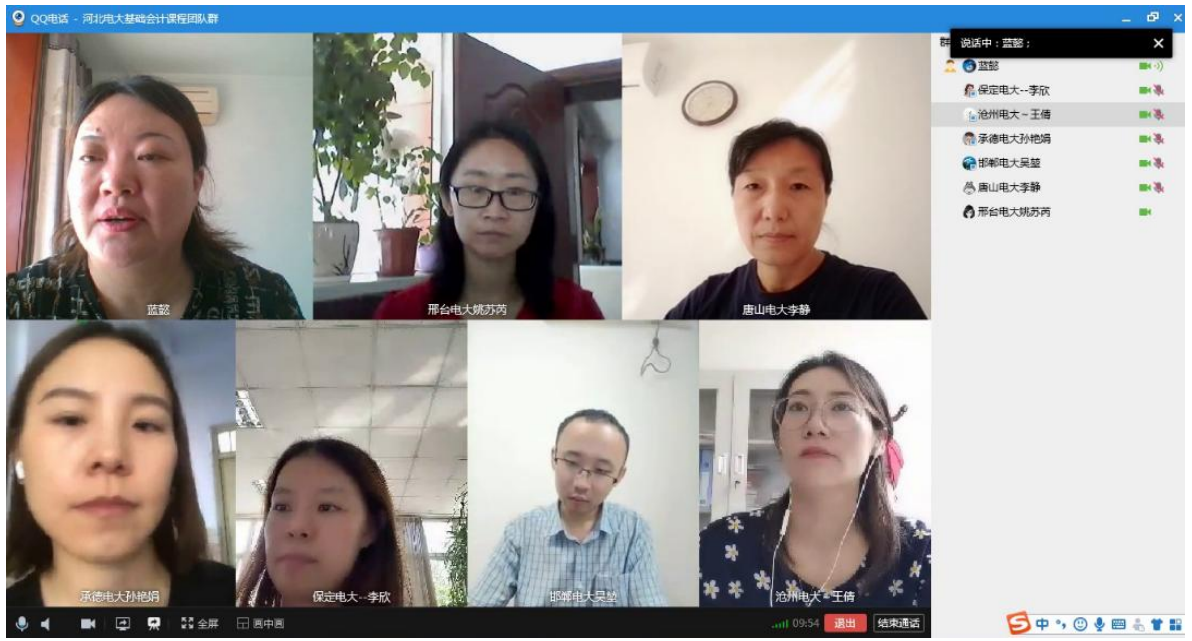 QQ电话 - 河北电大基础会计课程团队群
群
说话中：蓝懿；
蓝懿
保定电大--李欣
沧州电大～王倩
承德电大孙艳娟
邯郸电大吴堃
唐山电大李静
邢台电大姚苏芮
蓝懿
邢台电大姚苏芮
唐山电大李静
承德电大孙艳娟
保定电大--李欣
邯郸电大吴堃
沧州电大～王倩
全屏
画中画
09:54
退出
结束通话
中